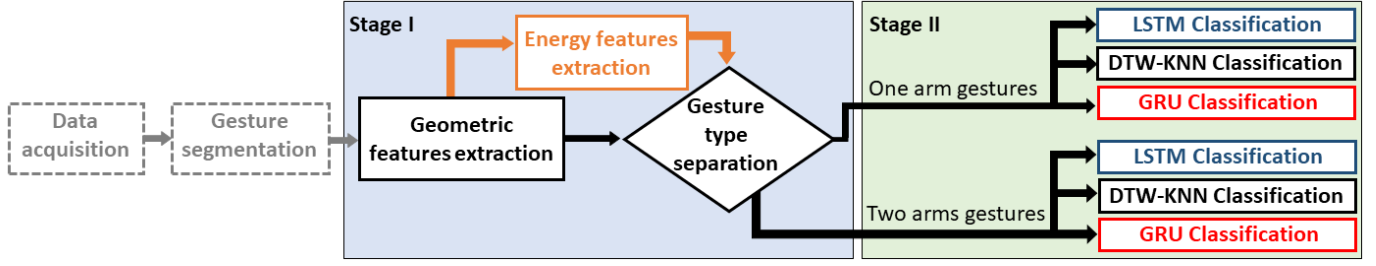 Data
acquisition
Gesture
segmentation
Stage I
Energy features
extraction
Geometric
features extraction
Gesture
type
separation
Stage II
One arm gestures
LSTM Classification
DTW-KNN Classification
GRU Classification
Two arms gestures
LSTM Classification
DTW-KNN Classification
GRU Classification